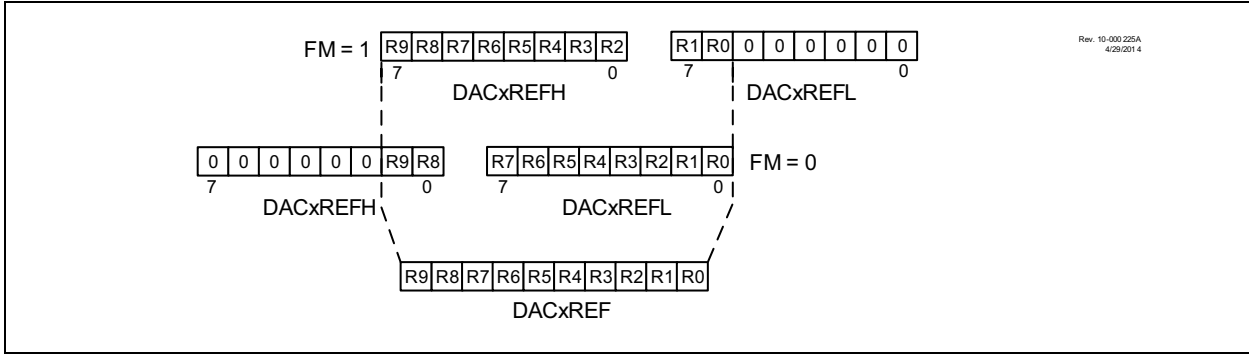 FM = 1 R9 R8 R7 R6 R5 R4 R3 R2 R1 R0 0 0 0 0 0 0
Rev. 10-000 225A
4/29/201 4
7 0 7 0
DACxREFH DACxREFL
0 0 0 0 0 0 R9 R8 R7 R6 R5 R4 R3 R2 R1 R0 FM = 0
7 0 7 0
DACxREFH DACxREFL
R9 R8 R7 R6 R5 R4 R3 R2 R1 R0
DACxREF